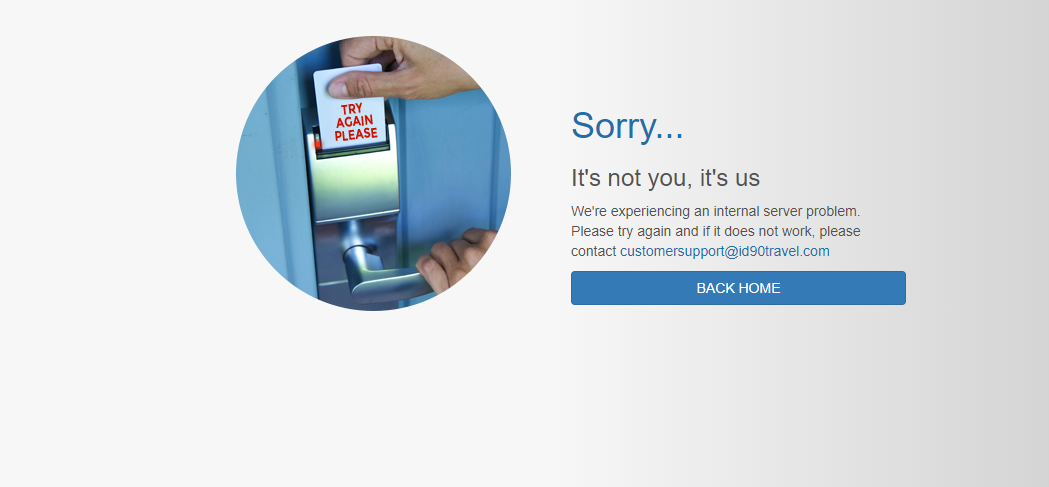 TRY
AGAIN
PLEASE
Sorry...
It's not you, it's us
We're experiencing an internal server problem.
Please try again and if it does not work, please
contact customersupport@id90travel.com
BACK HOME